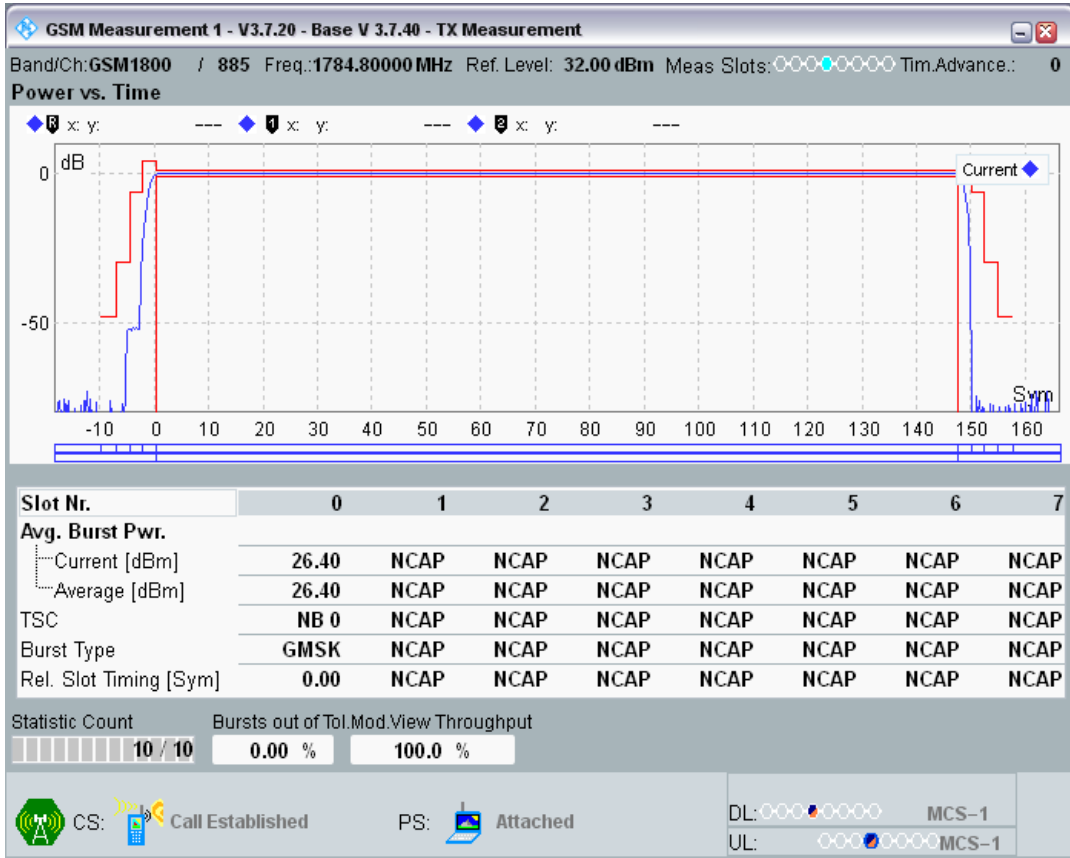 GSM Measurement 1 - V3.7.20 - Base V 3.7.40 - TX Measurement
Band/Ch:GSM1800 / 885 Freq.:1784.80000 MHz Ref. Level: 32.00 dBm Meas Slots: Tim.Advance.: 0
Power vs. Time
R x: y: --- 1 x: y: --- 2 x: y: ---
dB
Current
0
-50
Sym
-10 0 10 20 30 40 50 60 70 80 90 100 110 120 130 140 150 160
Slot Nr. 0 1 2 3 4 5 6 7
Avg. Burst Pwr.
Current [dBm] 26.40 NCAP NCAP NCAP NCAP NCAP NCAP NCAP
Average [dBm] 26.40 NCAP NCAP NCAP NCAP NCAP NCAP NCAP
TSC NB 0 NCAP NCAP NCAP NCAP NCAP NCAP NCAP
Burst Type GMSK NCAP NCAP NCAP NCAP NCAP NCAP NCAP
Rel. Slot Timing [Sym] 0.00 NCAP NCAP NCAP NCAP NCAP NCAP NCAP
Statistic Count Bursts out of Tol.Mod.View Throughput
10 / 10 0.00 % 100.0 %
CS: Call Established PS: Attached
DL: MCS-1
UL: MCS-1